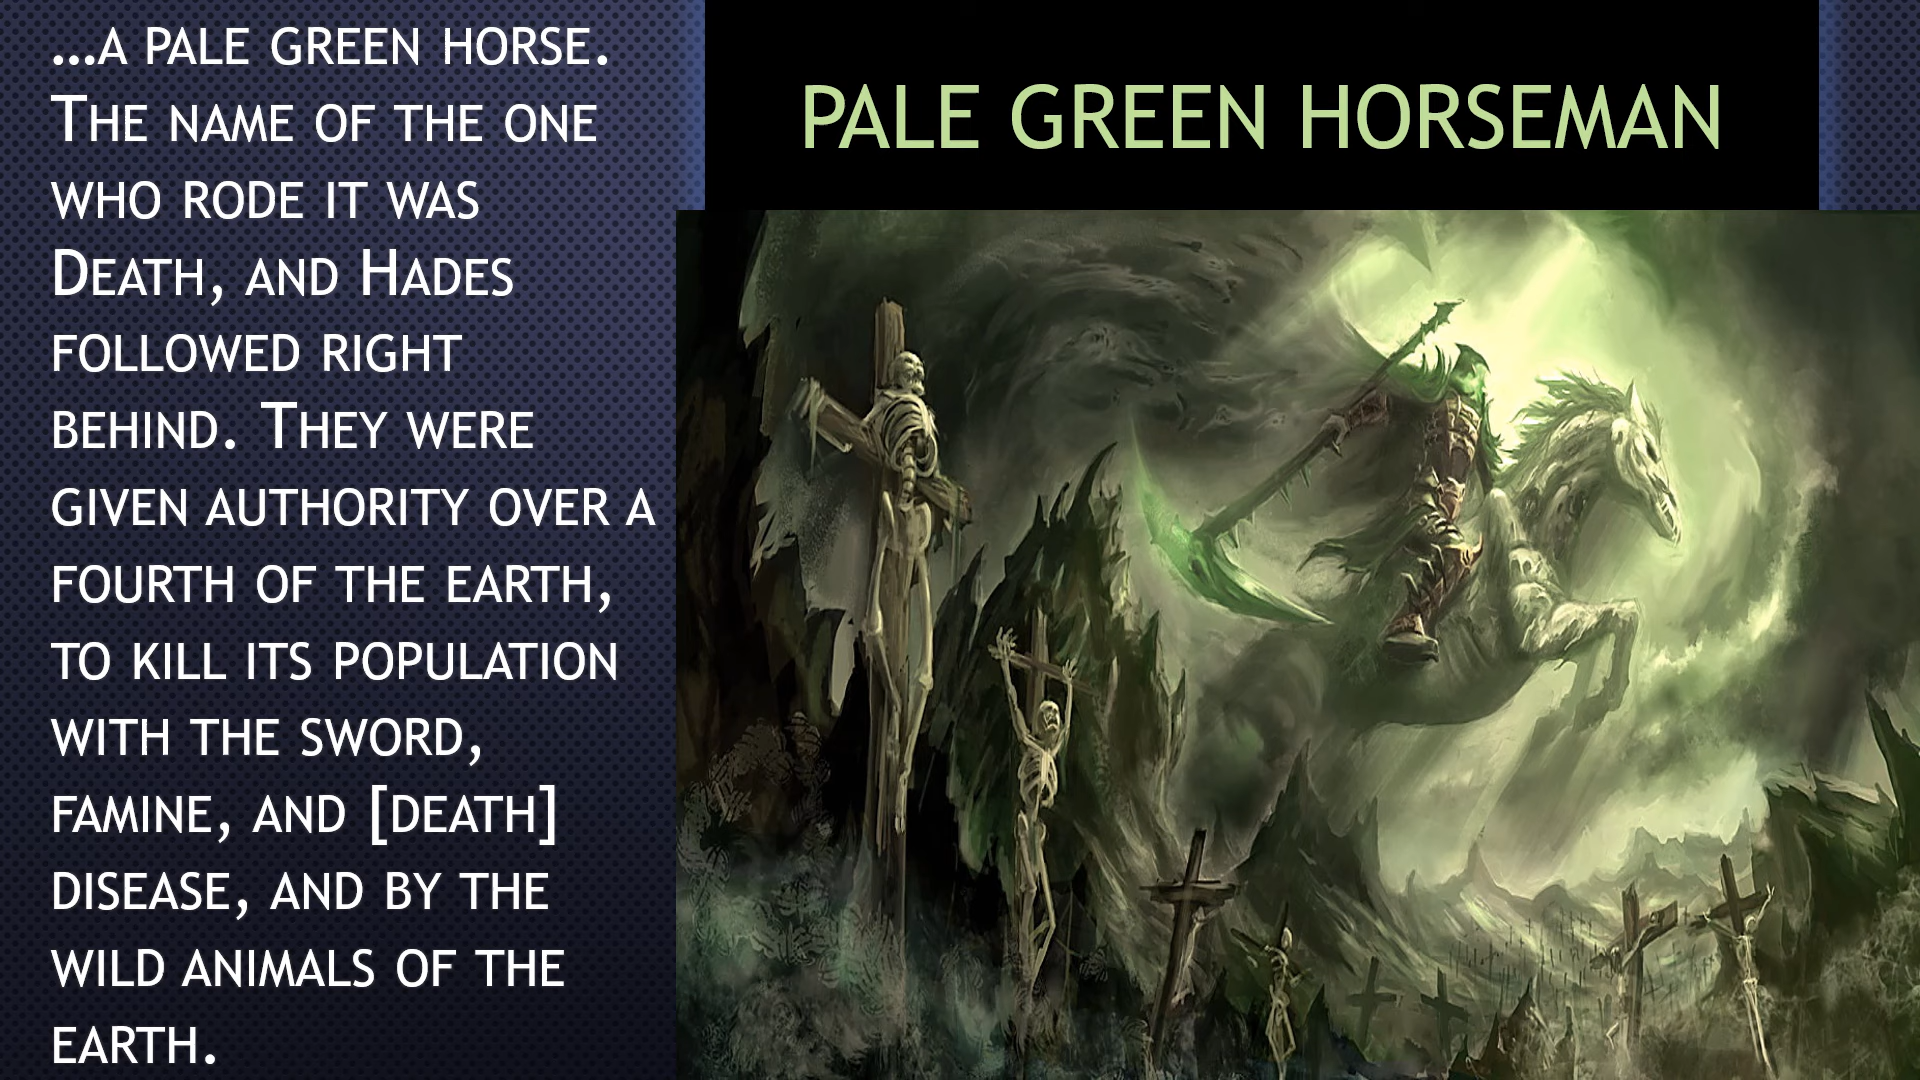 ...A PALE GREEN HORSE.
THE NAME OF THE ONE
WHO RODE IT WAS
DEATH, AND HADES
FOLLOWED RIGHT
BEHIND. THEY WERE
GIVEN AUTHORITY OVER A
FOURTH OF THE EARTH,
TO KILL ITS POPULATION
WITH THE SWORD,
FAMINE, AND [DEATH]
DISEASE, AND BY THE
WILD ANIMALS OF THE
EARTH.
PALE GREEN HORSEMAN